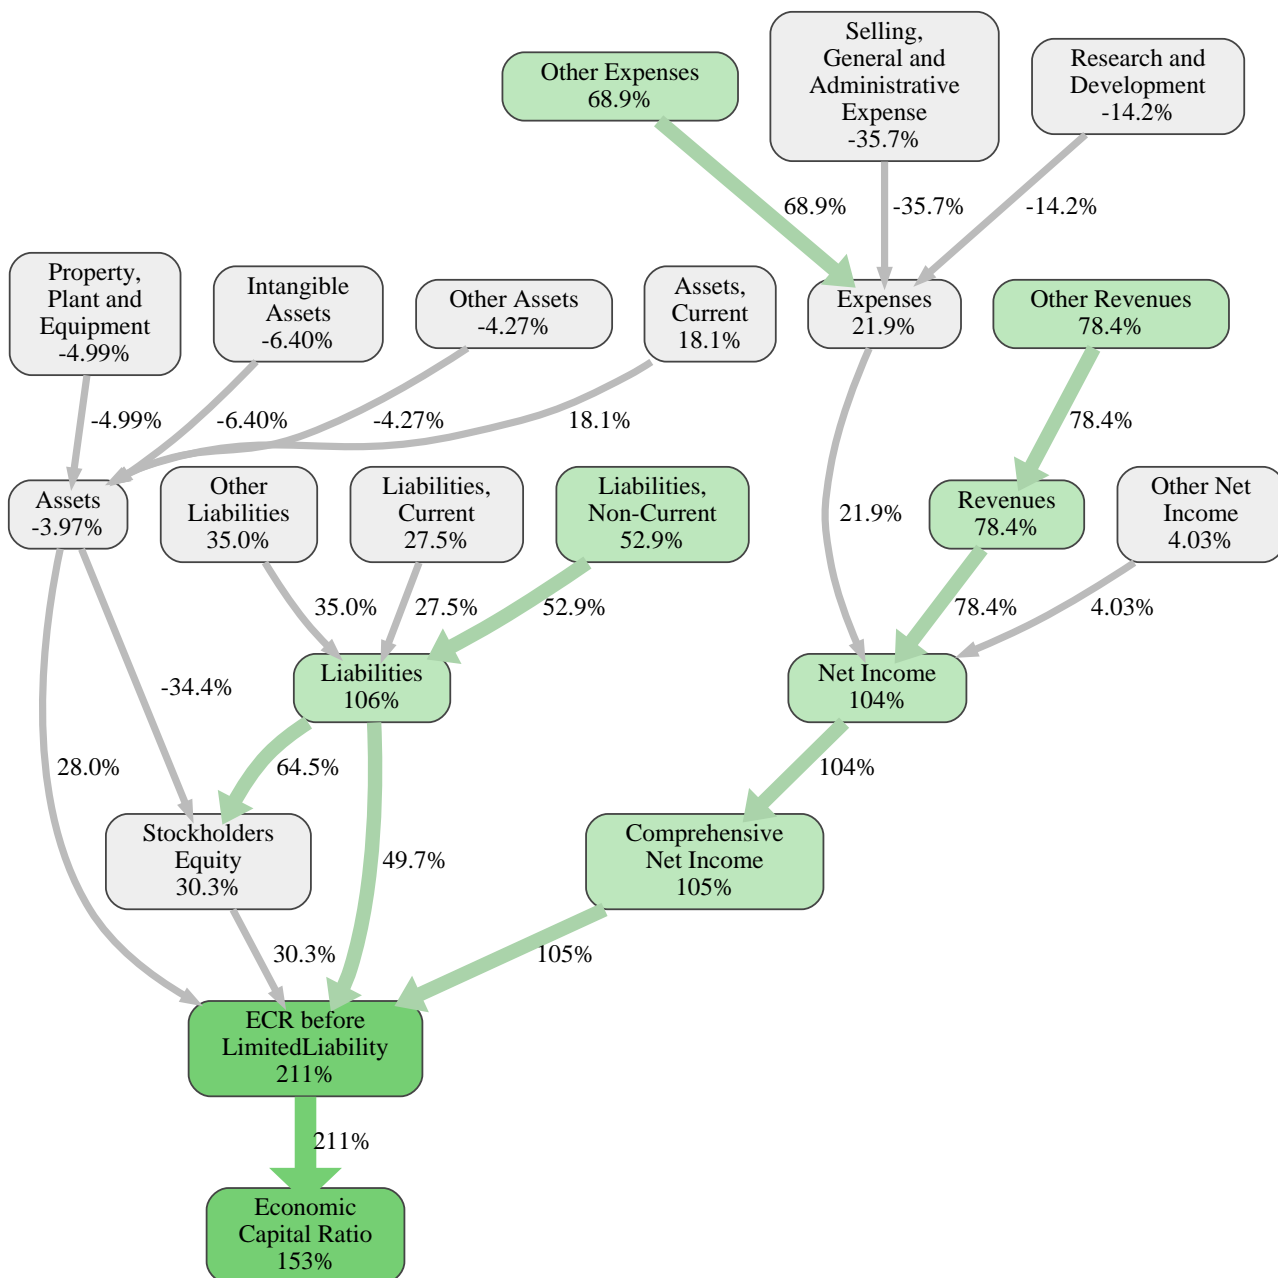 Other Expenses
68.9%
Selling,
General and
Administrative
Expense
-35.7%
Research and
Development
-14.2%
68.9%
-35.7%
-14.2%
Property,
Plant and
Equipment
-4.99%
Intangible
Assets
-6.40%
Other Assets
-4.27%
Assets,
Current
18.1%
Expenses
21.9%
Other Revenues
78.4%
-4.99%
-6.40%
-4.27%
18.1%
78.4%
Assets
-3.97%
Other
Liabilities
35.0%
Liabilities,
Current
27.5%
Liabilities,
Non-Current
52.9%
21.9%
Revenues
78.4%
Other Net
Income
4.03%
35.0%
27.5%
52.9%
78.4%
4.03%
-34.4%
Liabilities
106%
Net Income
104%
28.0%
64.5%
104%
Stockholders
Equity
30.3%
49.7%
Comprehensive
Net Income
105%
30.3%
105%
ECR before
LimitedLiability
211%
211%
Economic
Capital Ratio
153%